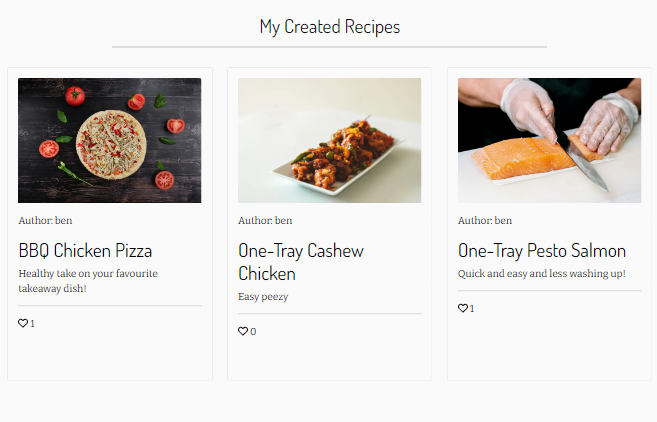 My Created Recipes
Author: ben
BBQ Chicken Pizza
Healthy take on your favourite
takeaway dish!
1
Author: ben
One-Tray Cashew
Chicken
Easy peezy
0
Author: ben
One-Tray Pesto Salmon
Quick and easy and less washing up!
1